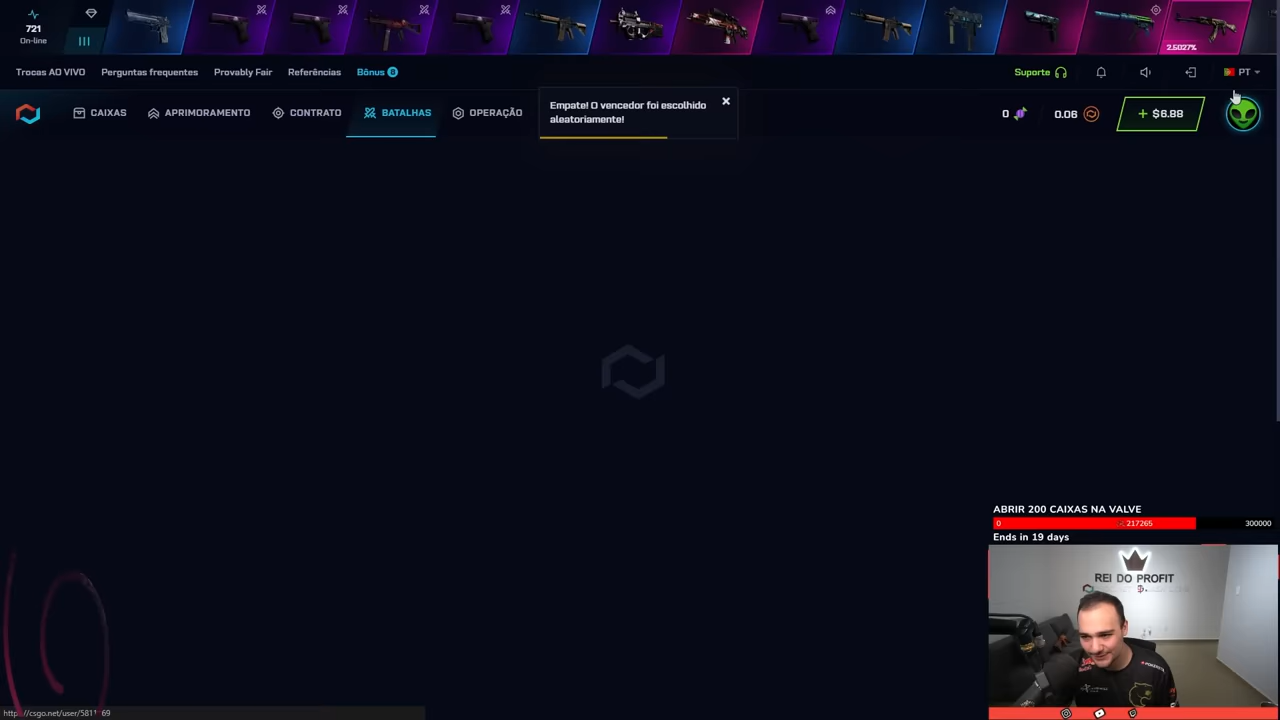 721
On-line
2.5027%
Trocas AO VIVO
Perguntas frequentes
Provably Fair
Referências
Bônus
Suporte
PT
CAIXAS
APRIMORAMENTO
CONTRATO
BATALHAS
OPERAÇÃO
Empate! O vencedor foi escolhido
aleatoriamente!
0
0.06
+ $6.88
ABRIR 200 CAIXAS NA VALVE
0
217265
300000
Ends in 19 days
REI DO PROFIT